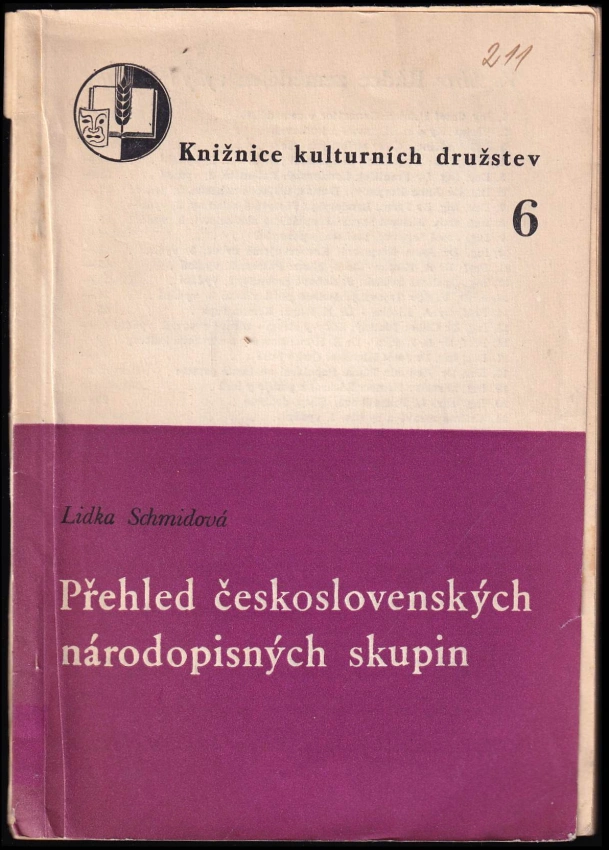 211
Knižnice kulturních družstev
6
Lidka Schmidová
Přehled československých
národopisných skupin